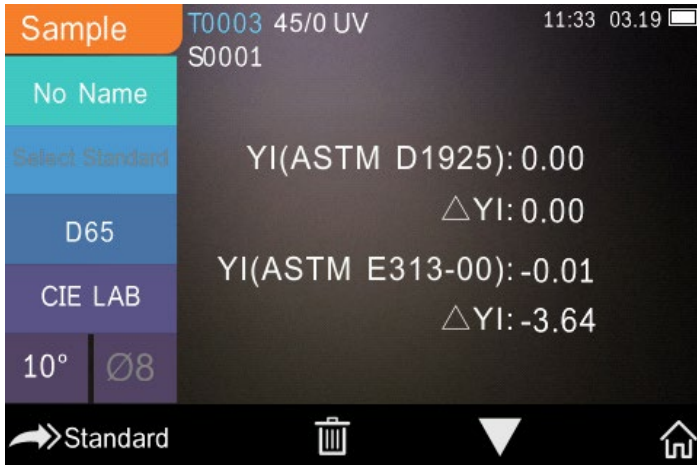 Sample
T0003 45/0 UV
11:33 03.19
S0001
No Name
Select Standard
D65
CIE LAB
10°
Ø8
YI(ASTM D1925): 0.00
△YI: 0.00
YI(ASTM E313-00): -0.01
△YI: -3.64
Standard